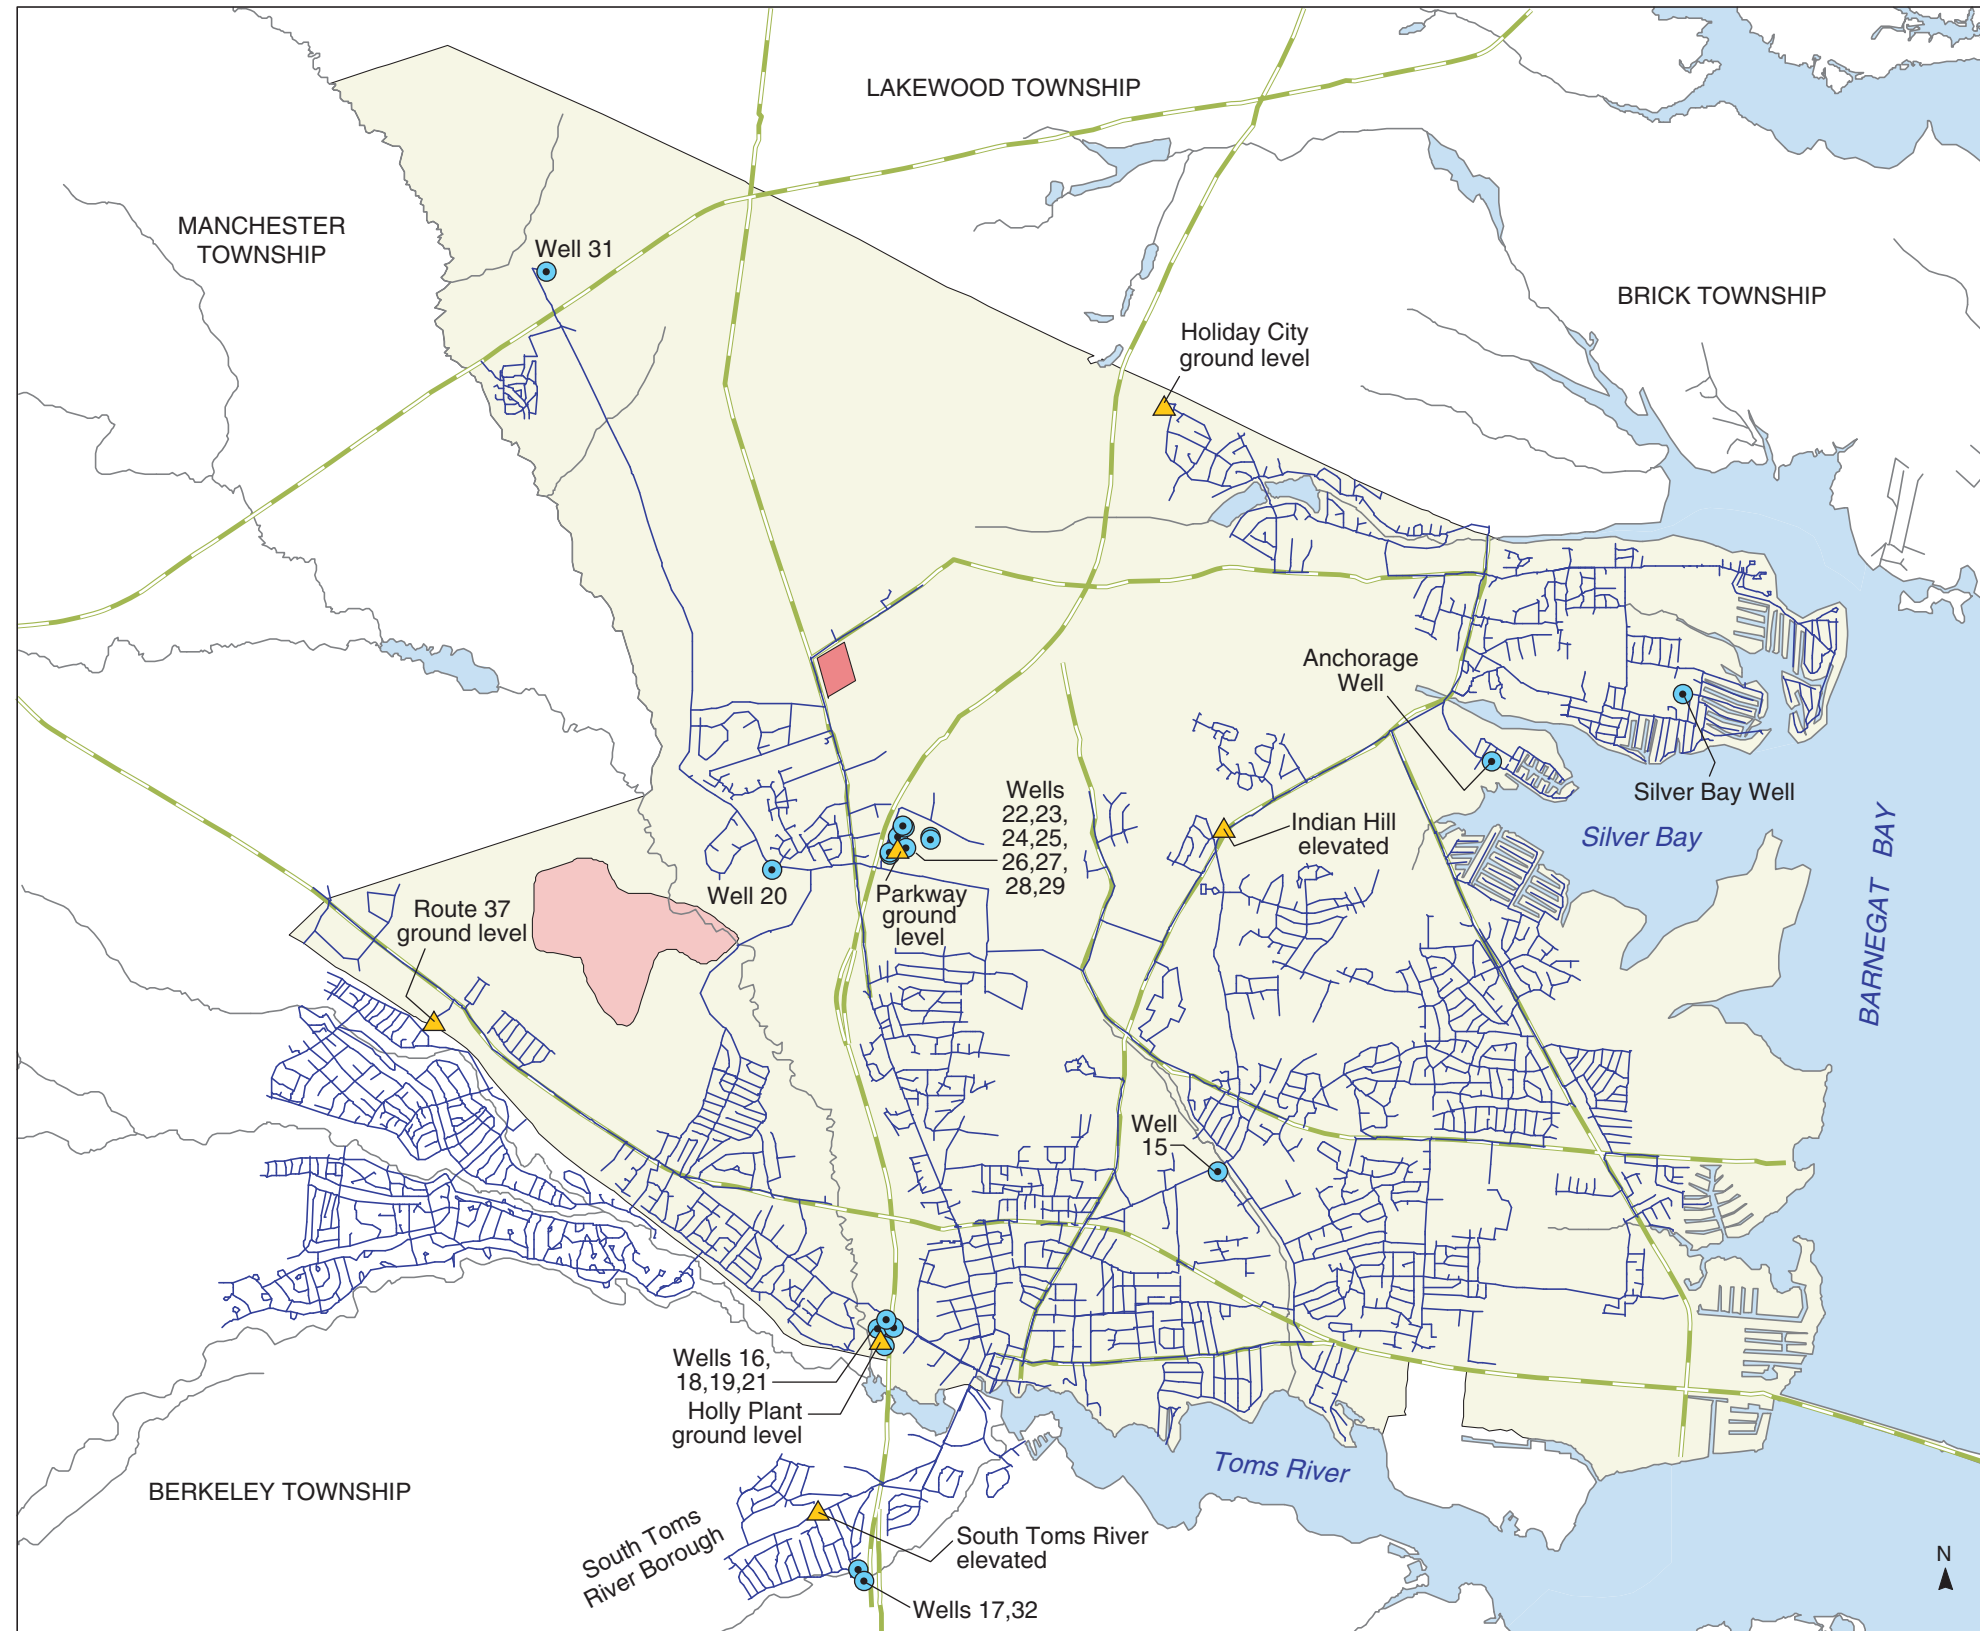 LAKEWOOD TOWNSHIP
MANCHESTER
TOWNSHIP
Well 31
BRICK TOWNSHIP
Holiday City
ground level
Anchorage
Well
Silver Bay Well
Wells
22,23,
24,25,
26,27,
28,29
Indian Hill
elevated
Silver Bay
BARNEGAT BAY
Well 20
Parkway
ground
level
Route 37
ground level
Well
15
Wells 16,
18,19,21
Holly Plant
ground level
Toms River
BERKELEY TOWNSHIP
South Toms
River Borough
South Toms River
elevated
Wells 17,32
N